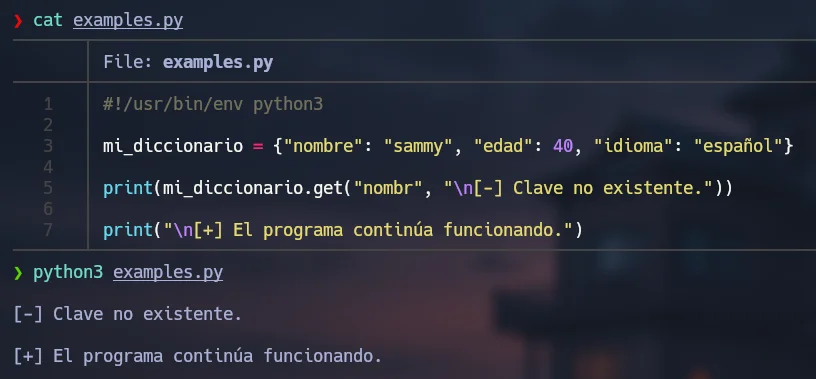 ❯ cat examples.py
File: examples.py
1 #!/usr/bin/env python3
2
3 mi_diccionario = {"nombre": "sammy", "edad": 40, "idioma": "español"}
4
5 print(mi_diccionario.get("nombr", "\n[-] Clave no existente."))
6
7 print("\n[+] El programa continúa funcionando.")
❯ python3 examples.py
[-] Clave no existente.
[+] El programa continúa funcionando.